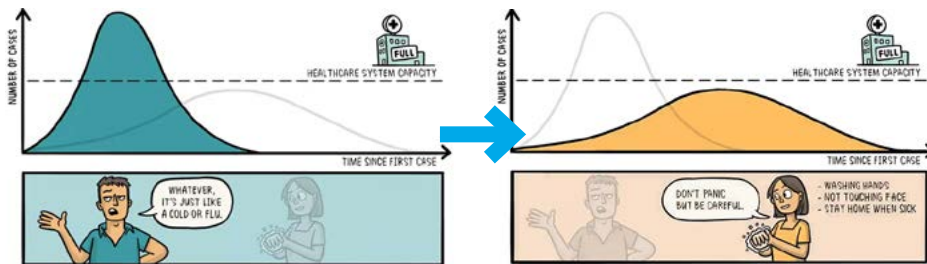 NUMBER OF CASES
FULL
HEALTHCARE SYSTEM CAPACITY
TIME SINCE FIRST CASE
WHATEVER,
IT'S JUST LIKE
A COLD OR FLU.
NUMBER OF CASES
FULL
HEALTHCARE SYSTEM CAPACITY
TIME SINCE FIRST CASE
DON'T PANIC
BUT BE CAREFUL.
- WASHING HANDS
- NOT TOUCHING FACE
- STAY HOME WHEN SICK